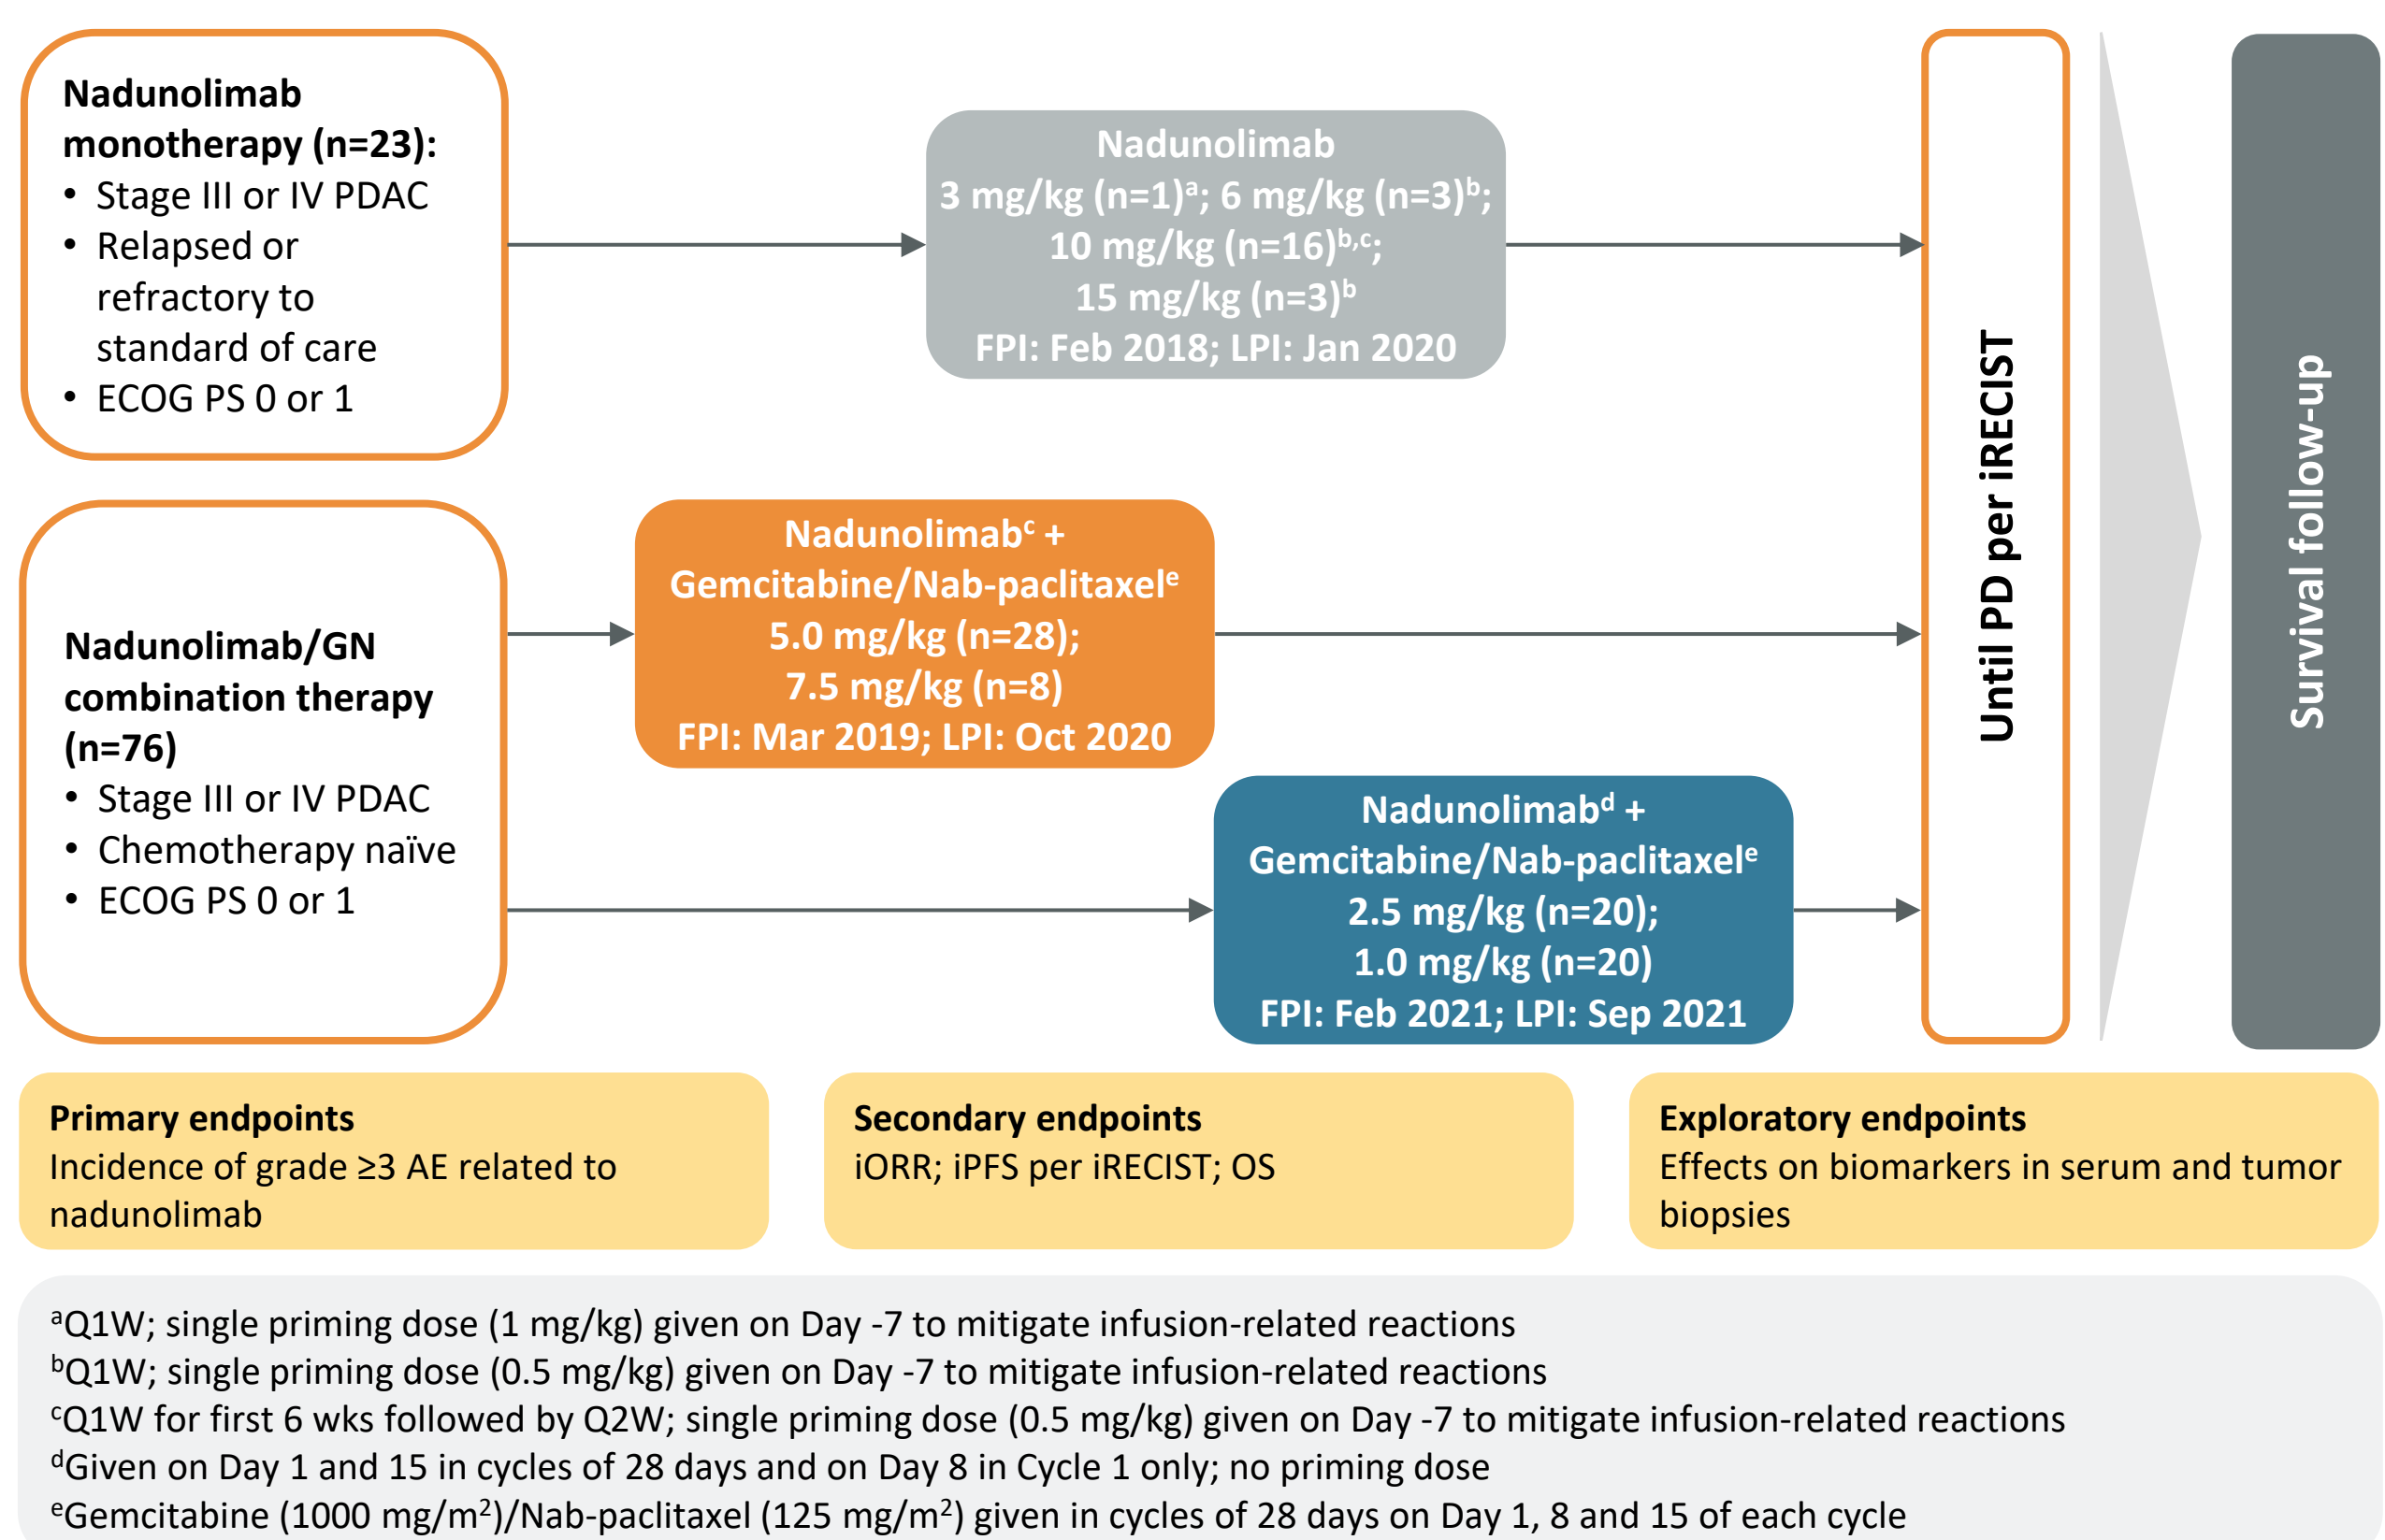 Nadunolimab
monotherapy (n=23):
• Stage III or IV PDAC
• Relapsed or
refractory to
standard of care
• ECOG PS 0 or 1
Nadunolimab
3 mg/kg (n=1)ᵃ; 6 mg/kg (n=3)ᵇ;
10 mg/kg (n=16)ᵇ,ᶜ;
15 mg/kg (n=3)ᵇ
FPI: Feb 2018; LPI: Jan 2020
Nadunolimab/GN
combination therapy
(n=76)
• Stage III or IV PDAC
• Chemotherapy naïve
• ECOG PS 0 or 1
Nadunolimabᶜ +
Gemcitabine/Nab-paclitaxelᵉ
5.0 mg/kg (n=28);
7.5 mg/kg (n=8)
FPI: Mar 2019; LPI: Oct 2020
Nadunolimabᵈ +
Gemcitabine/Nab-paclitaxelᵉ
2.5 mg/kg (n=20);
1.0 mg/kg (n=20)
FPI: Feb 2021; LPI: Sep 2021
Until PD per iRECIST
Survival follow-up
Primary endpoints
Incidence of grade ≥3 AE related to
nadunolimab
Secondary endpoints
iORR; iPFS per iRECIST; OS
Exploratory endpoints
Effects on biomarkers in serum and tumor
biopsies
ᵃQ1W; single priming dose (1 mg/kg) given on Day -7 to mitigate infusion-related reactions
ᵇQ1W; single priming dose (0.5 mg/kg) given on Day -7 to mitigate infusion-related reactions
ᶜQ1W for first 6 wks followed by Q2W; single priming dose (0.5 mg/kg) given on Day -7 to mitigate infusion-related reactions
ᵈGiven on Day 1 and 15 in cycles of 28 days and on Day 8 in Cycle 1 only; no priming dose
ᵉGemcitabine (1000 mg/m²)/Nab-paclitaxel (125 mg/m²) given in cycles of 28 days on Day 1, 8 and 15 of each cycle